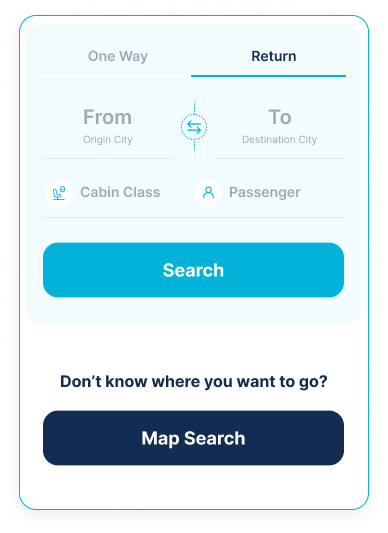 One Way Return
From To
Origin City Destination City
Cabin Class Passenger
Search
Don’t know where you want to go?
Map Search